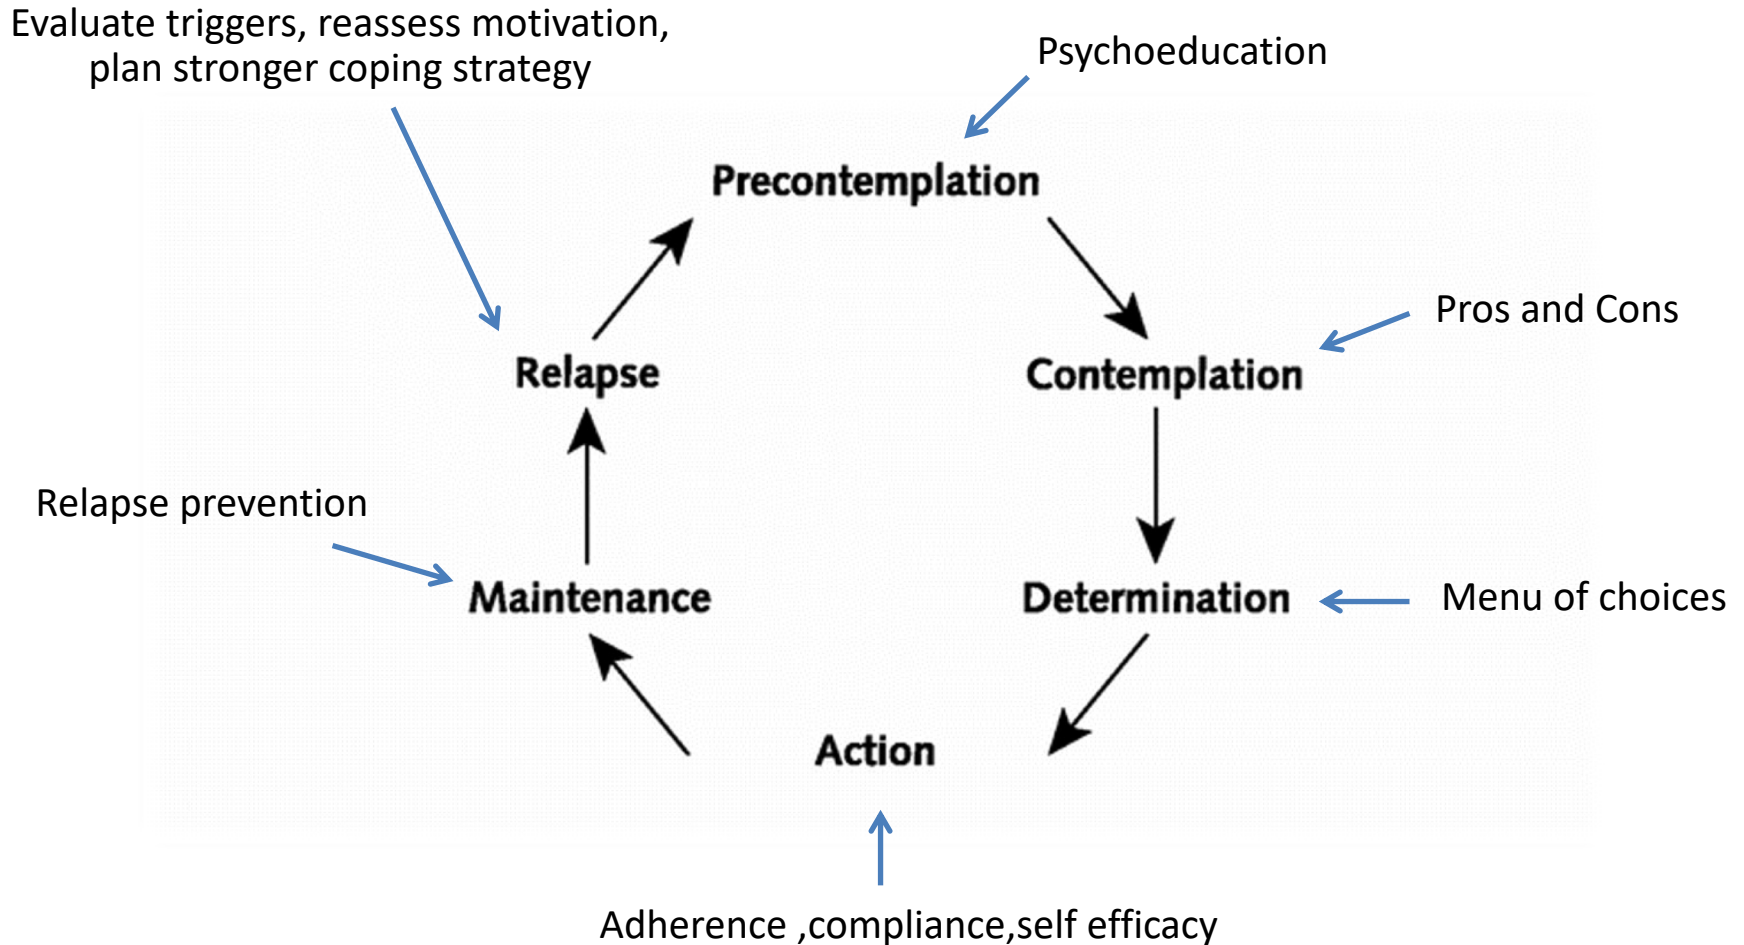 Evaluate triggers, reassess motivation,
plan stronger coping strategy
Psychoeducation
Precontemplation
Pros and Cons
Relapse
Contemplation
Relapse prevention
Maintenance
Determination
Menu of choices
Action
Adherence ,compliance,self efficacy